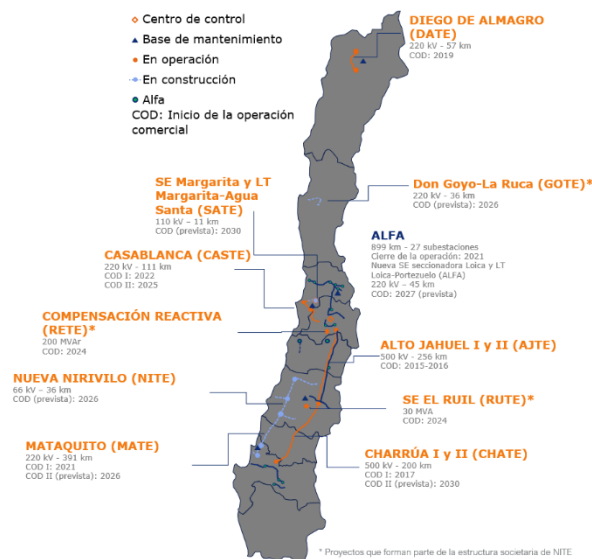 Centro de control
Base de mantenimiento
En operación
En construcción
Alfa
COD: Inicio de la operación
comercial
DIEGO DE ALMAGRO
(DATE)
220 kV - 57 km
COD: 2019
SE Margarita y LT
Margarita-Agua
Santa (SATE)
110 kV – 11 km
COD (prevista): 2030
Don Goyo-La Ruca (GOTE)*
220 kV - 36 km
COD (prevista): 2026
CASABLANCA (CASTE)
220 kV - 111 km
COD I: 2022
COD II: 2025
ALFA
899 km - 27 subestaciones
Cierre de la operación: 2021
Nueva SE seccionadora Loica y LT
Loica-Portezuelo (ALFA)
220 kV – 45 km
COD: 2027 (prevista)
COMPENSACIÓN REACTIVA
(RETE)*
200 MVAr
COD: 2024
ALTO JAHUEL I y II (AJTE)
500 kV - 256 km
COD: 2015-2016
NUEVA NIRIVILO (NITE)
66 kV – 36 km
COD (prevista): 2026
SE EL RUIL (RUTE)*
30 MVA
COD: 2024
MATAQUITO (MATE)
220 kV - 391 km
COD I: 2021
COD II (prevista): 2026
CHARRÚA I y II (CHATE)
500 kV - 200 km
COD I: 2017
COD II (prevista): 2030
* Proyectos que forman parte de la estructura societaria de NITE